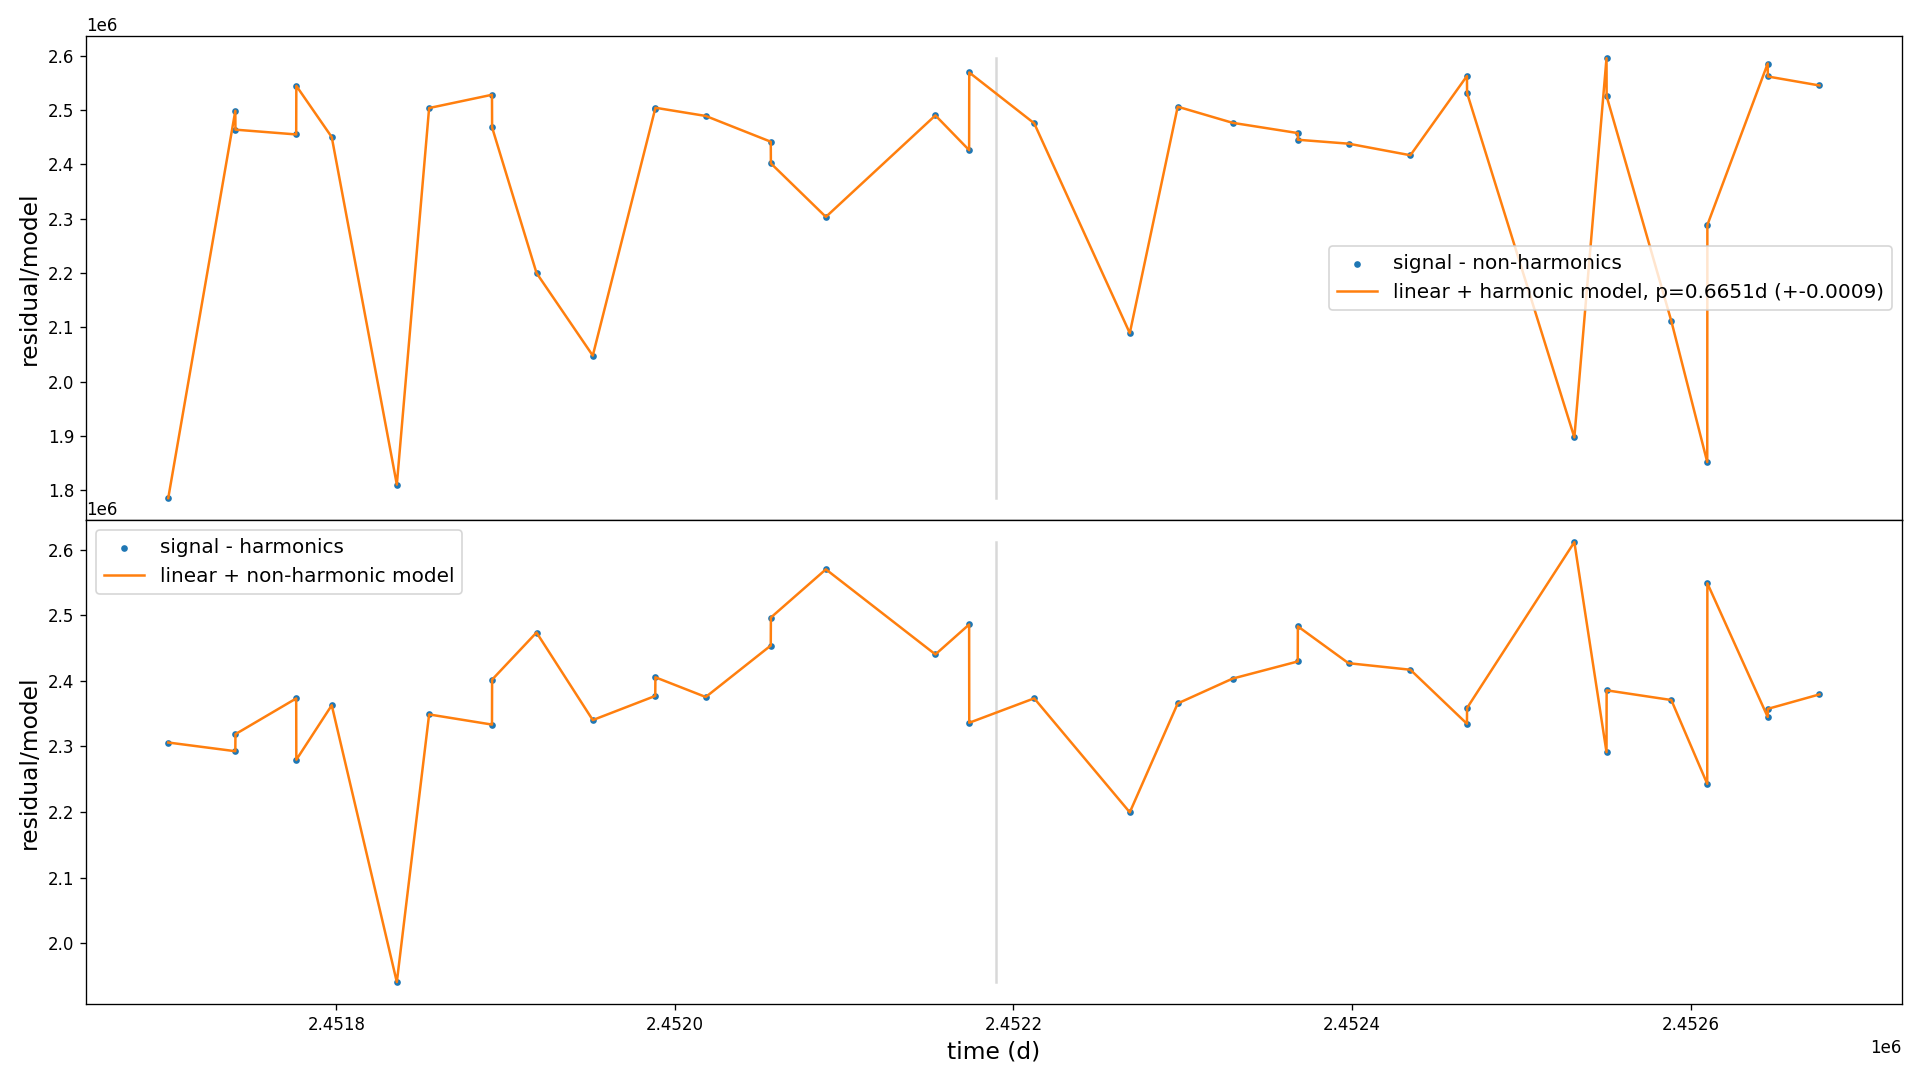 1e6
2.6
2.5
2.4
2.3
2.2
2.1
2.0
1.9
1.8
residual/model
signal - non-harmonics
linear + harmonic model, p=0.6651d (+-0.0009)
1e6
2.6
2.5
2.4
2.3
2.2
2.1
2.0
residual/model
signal - harmonics
linear + non-harmonic model
2.4518 2.4520 2.4522 2.4524 2.4526
1e6
time (d)